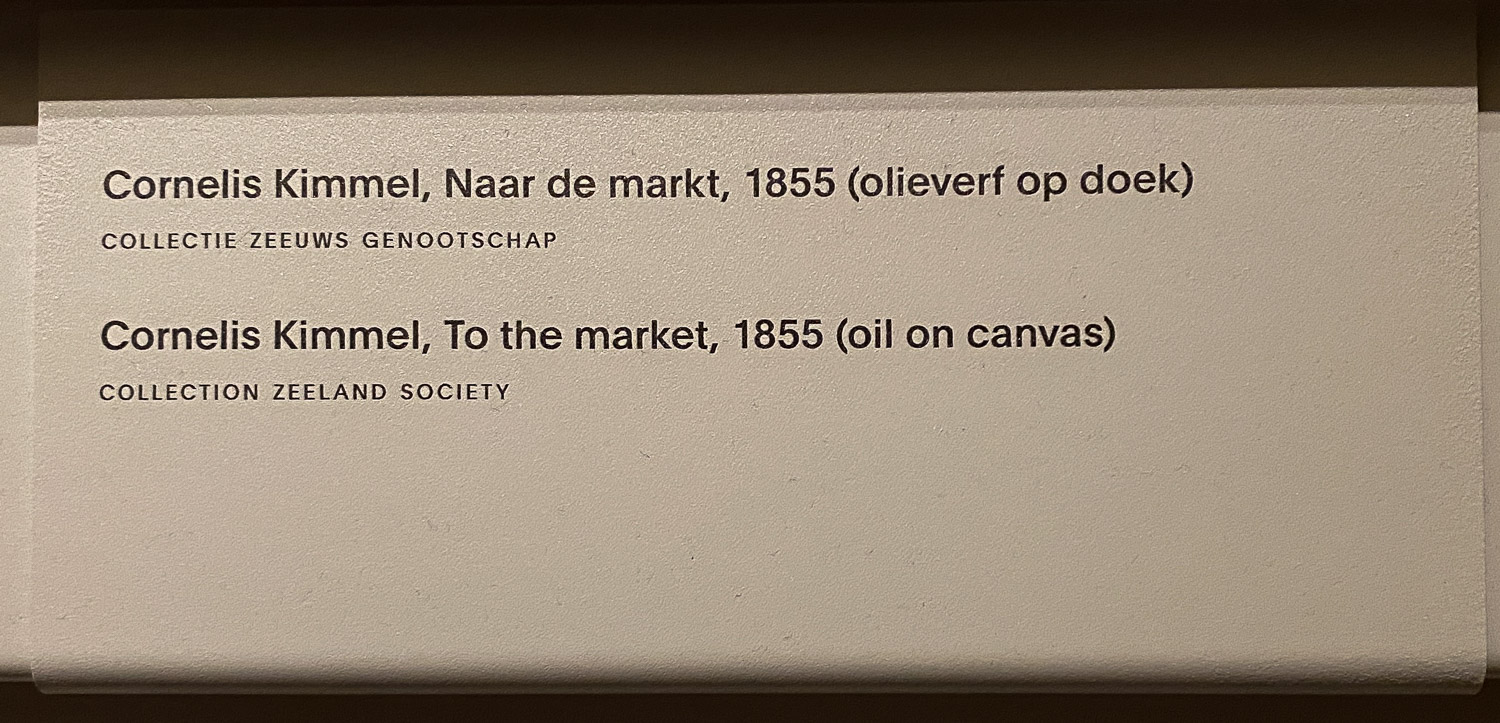 Cornelis Kimmel, Naar de markt, 1855 (olieverf op doek)
COLLECTIE ZEEUWS GENOOTSCHAP
Cornelis Kimmel, To the market, 1855 (oil on canvas)
COLLECTION ZEELAND SOCIETY